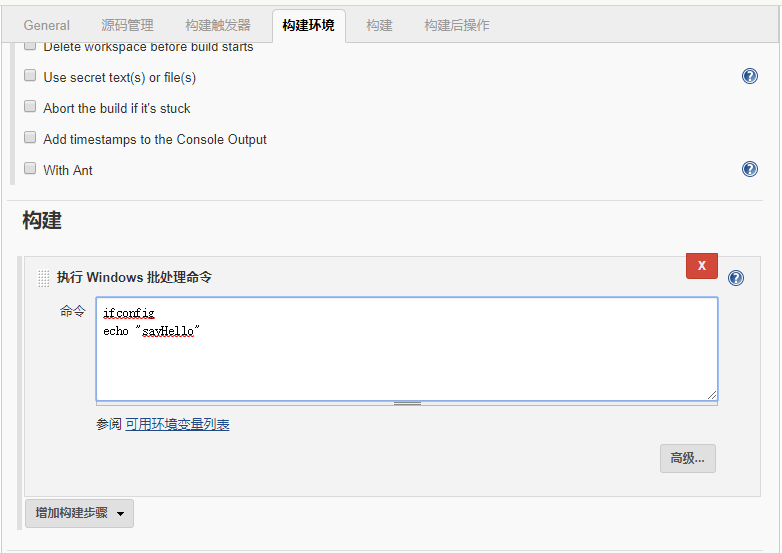 General 源码管理 构建触发器 构建环境 构建 构建后操作
Delete workspace before build starts
Use secret text(s) or file(s)
Abort the build if it's stuck
Add timestamps to the Console Output
With Ant
构建
X
执行 Windows 批处理命令
命令
ifconfig
echo "sayHello"
参阅 可用环境变量列表
高级...
增加构建步骤